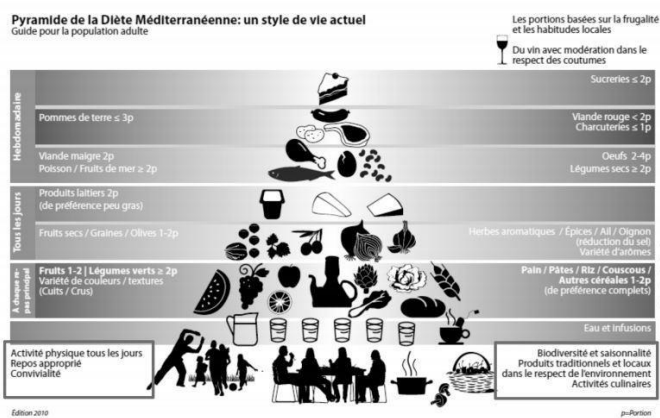 Pyramide de la Diète Méditerranéenne: un style de vie actuel
Guide pour la population adulte
Les portions basées sur la frugalité
et les habitudes locales
Du vin avec modération dans le
respect des coutumes
Hebdomadaire
Sucreries ≤ 2p
Pommes de terre ≤ 3p
Viande rouge < 2p
Charcuteries ≤ 1p
Viande maigre 2p
Poisson / Fruits de mer ≥ 2p
Oeufs 2-4p
Légumes secs ≥ 2p
Tous les jours
Produits laitiers 2p
(de préférence peu gras)
Fruits secs / Graines / Olives 1-2p
Herbes aromatiques / Épices / Ail / Oignon
(réduction du sel)
Variété d'arômes
A chaque re-
pas principal
Fruits 1-2 | Légumes verts ≥ 2p
Variété de couleurs / textures
(Cuits / Crus)
Pain / Pâtes / Riz / Couscous /
Autres céréales 1-2p
(de préférence complets)
Eau et infusions
Activité physique tous les jours
Repos approprié
Convivialité
Biodiversité et saisonnalité
Produits traditionnels et locaux
dans le respect de l'environnement
Activités culinaires
Édition 2010
p=Portion